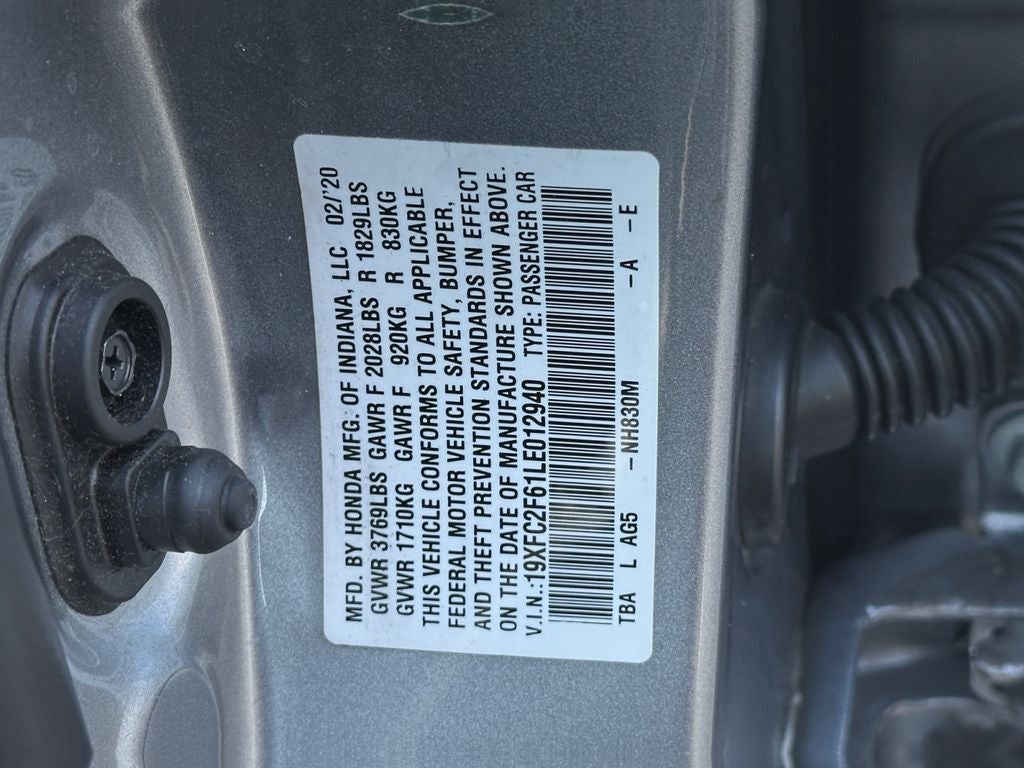 MFD. BY HONDA MFG. OF INDIANA, LLC 02/'20
GVWR 3769LBS GAWR F 2028LBS R 1829LBS
GVWR 1710KG GAWR F 920KG R 830KG
THIS VEHICLE CONFORMS TO ALL APPLICABLE
FEDERAL MOTOR VEHICLE SAFETY, BUMPER,
AND THEFT PREVENTION STANDARDS IN EFFECT
ON THE DATE OF MANUFACTURE SHOWN ABOVE.
V.I.N.:19XFC2F61LE012940 TYPE: PASSENGER CAR
TBA L AG5 -NH830M -A -E